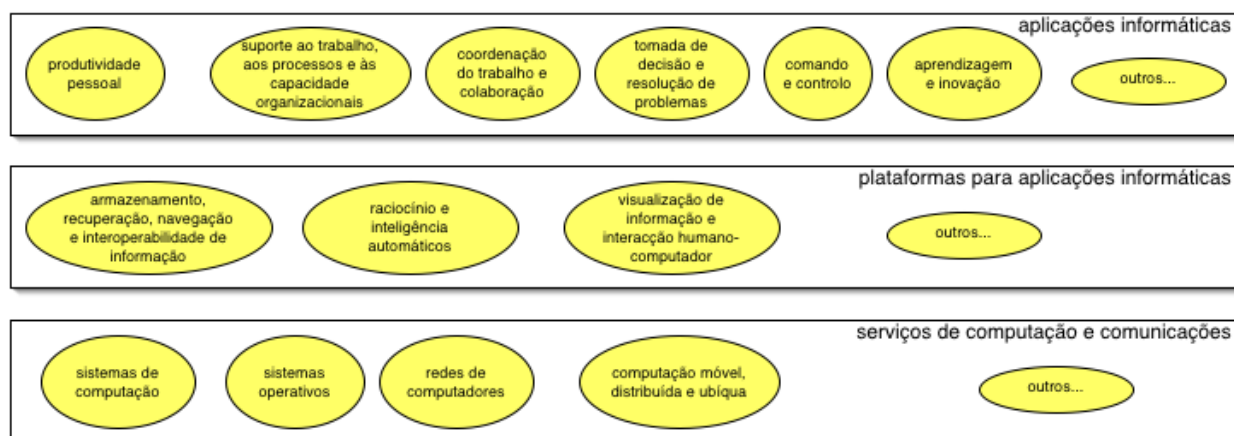 aplicações informáticas
produtividade
pessoal
suporte ao trabalho,
aos processos e às
capacidade
organizacionais
coordenação
do trabalho e
colaboração
tomada de
decisão e
resolução de
problemas
comando
e controlo
aprendizagem
e inovação
outros...
plataformas para aplicações informáticas
armazenamento,
recuperação, navegação
e interoperabilidade de
informação
raciocínio e
inteligência
automáticos
visualização de
informação e
interacção humano-
computador
outros...
serviços de computação e comunicações
sistemas de
computação
sistemas
operativos
redes de
computadores
computação móvel,
distribuída e ubíqua
outros...